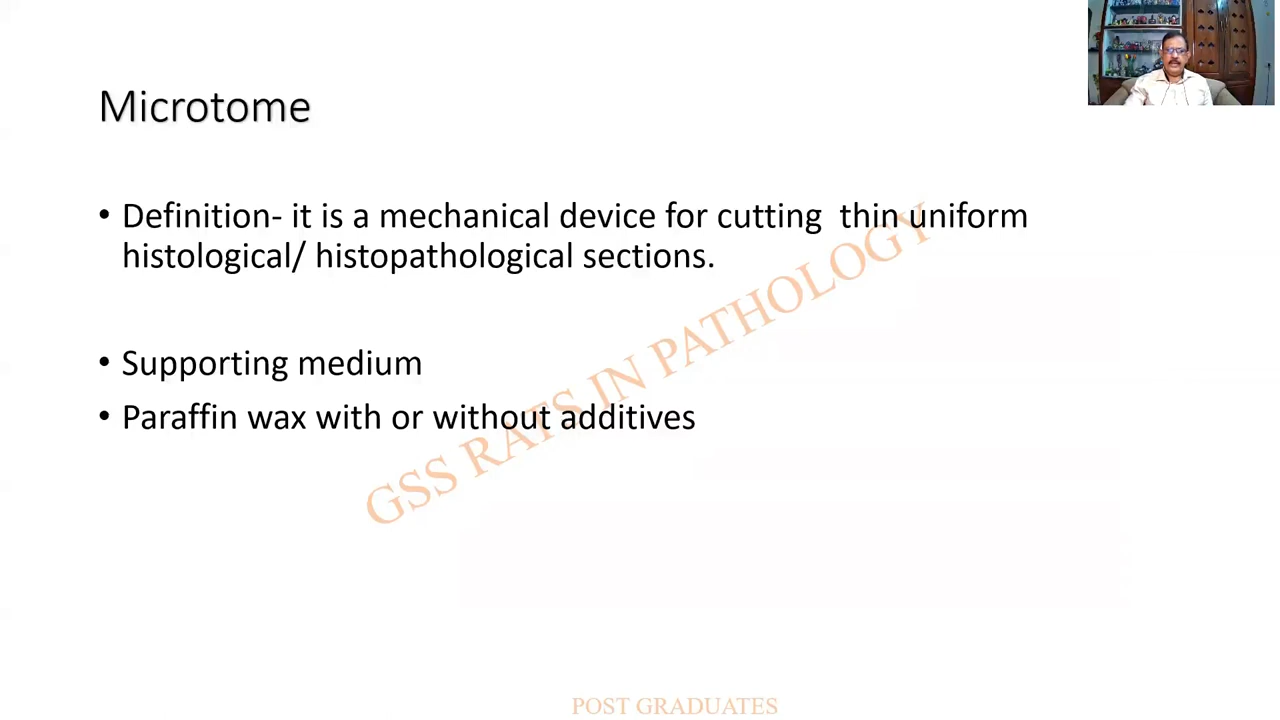 Microtome
• Definition- it is a mechanical device for cutting thin uniform
histological/ histopathological sections.
• Supporting medium
• Paraffin wax with or without additives
GSS RATS IN PATHOLOGY
POST GRADUATES